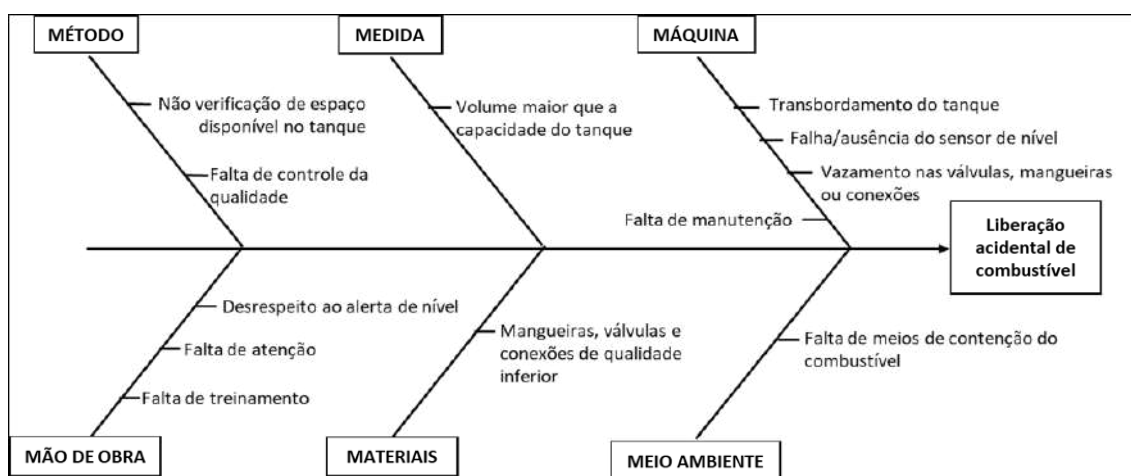 MÉTODO
MEDIDA
MÁQUINA
Não verificação de espaço
disponível no tanque
Falta de controle da
qualidade
Volume maior que a
capacidade do tanque
Transbordamento do tanque
Falha/ausência do sensor de nível
Vazamento nas válvulas, mangueiras
ou conexões
Falta de manutenção
Liberação
acidental de
combustível
Desrespeito ao alerta de nível
Falta de atenção
Falta de treinamento
Mangueiras, válvulas e
conexões de qualidade
inferior
Falta de meios de contenção do
combustível
MÃO DE OBRA
MATERIAIS
MEIO AMBIENTE